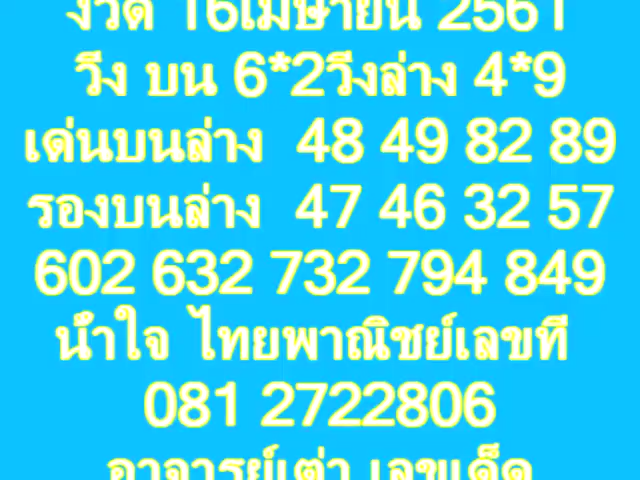 งวด 16เมษายน 2561
วิ่ง บน 6*2วิ่งล่าง 4*9
เด่นบนล่าง 48 49 82 89
รองบนล่าง 47 46 32 57
602 632 732 794 849
น้ำใจ ไทยพาณิชย์เลขที่
081 2722806
อาจารย์เต่า เลขเด็ด